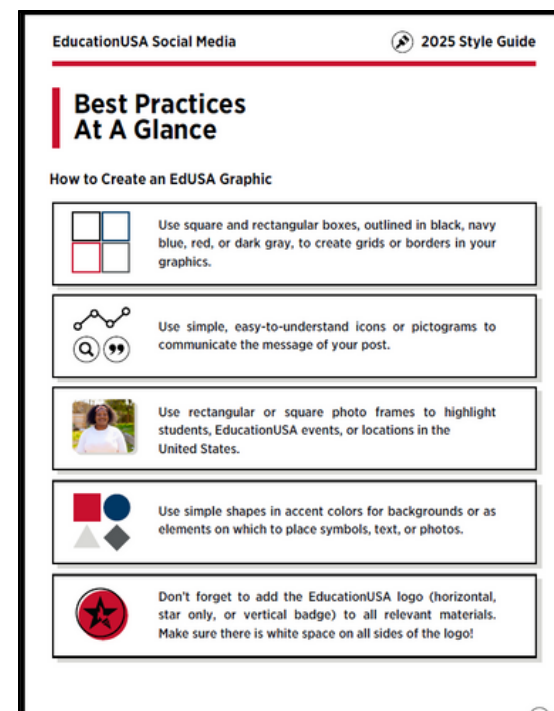 EducationUSA Social Media
2025 Style Guide
Best Practices
At A Glance
How to Create an EdUSA Graphic
Use square and rectangular boxes, outlined in black, navy
blue, red, or dark gray, to create grids or borders in your
graphics.
Use simple, easy-to-understand icons or pictograms to
communicate the message of your post.
Use rectangular or square photo frames to highlight
students, EducationUSA events, or locations in the
United States.
Use simple shapes in accent colors for backgrounds or as
elements on which to place symbols, text, or photos.
Don't forget to add the EducationUSA logo (horizontal,
star only, or vertical badge) to all relevant materials.
Make sure there is white space on all sides of the logo!